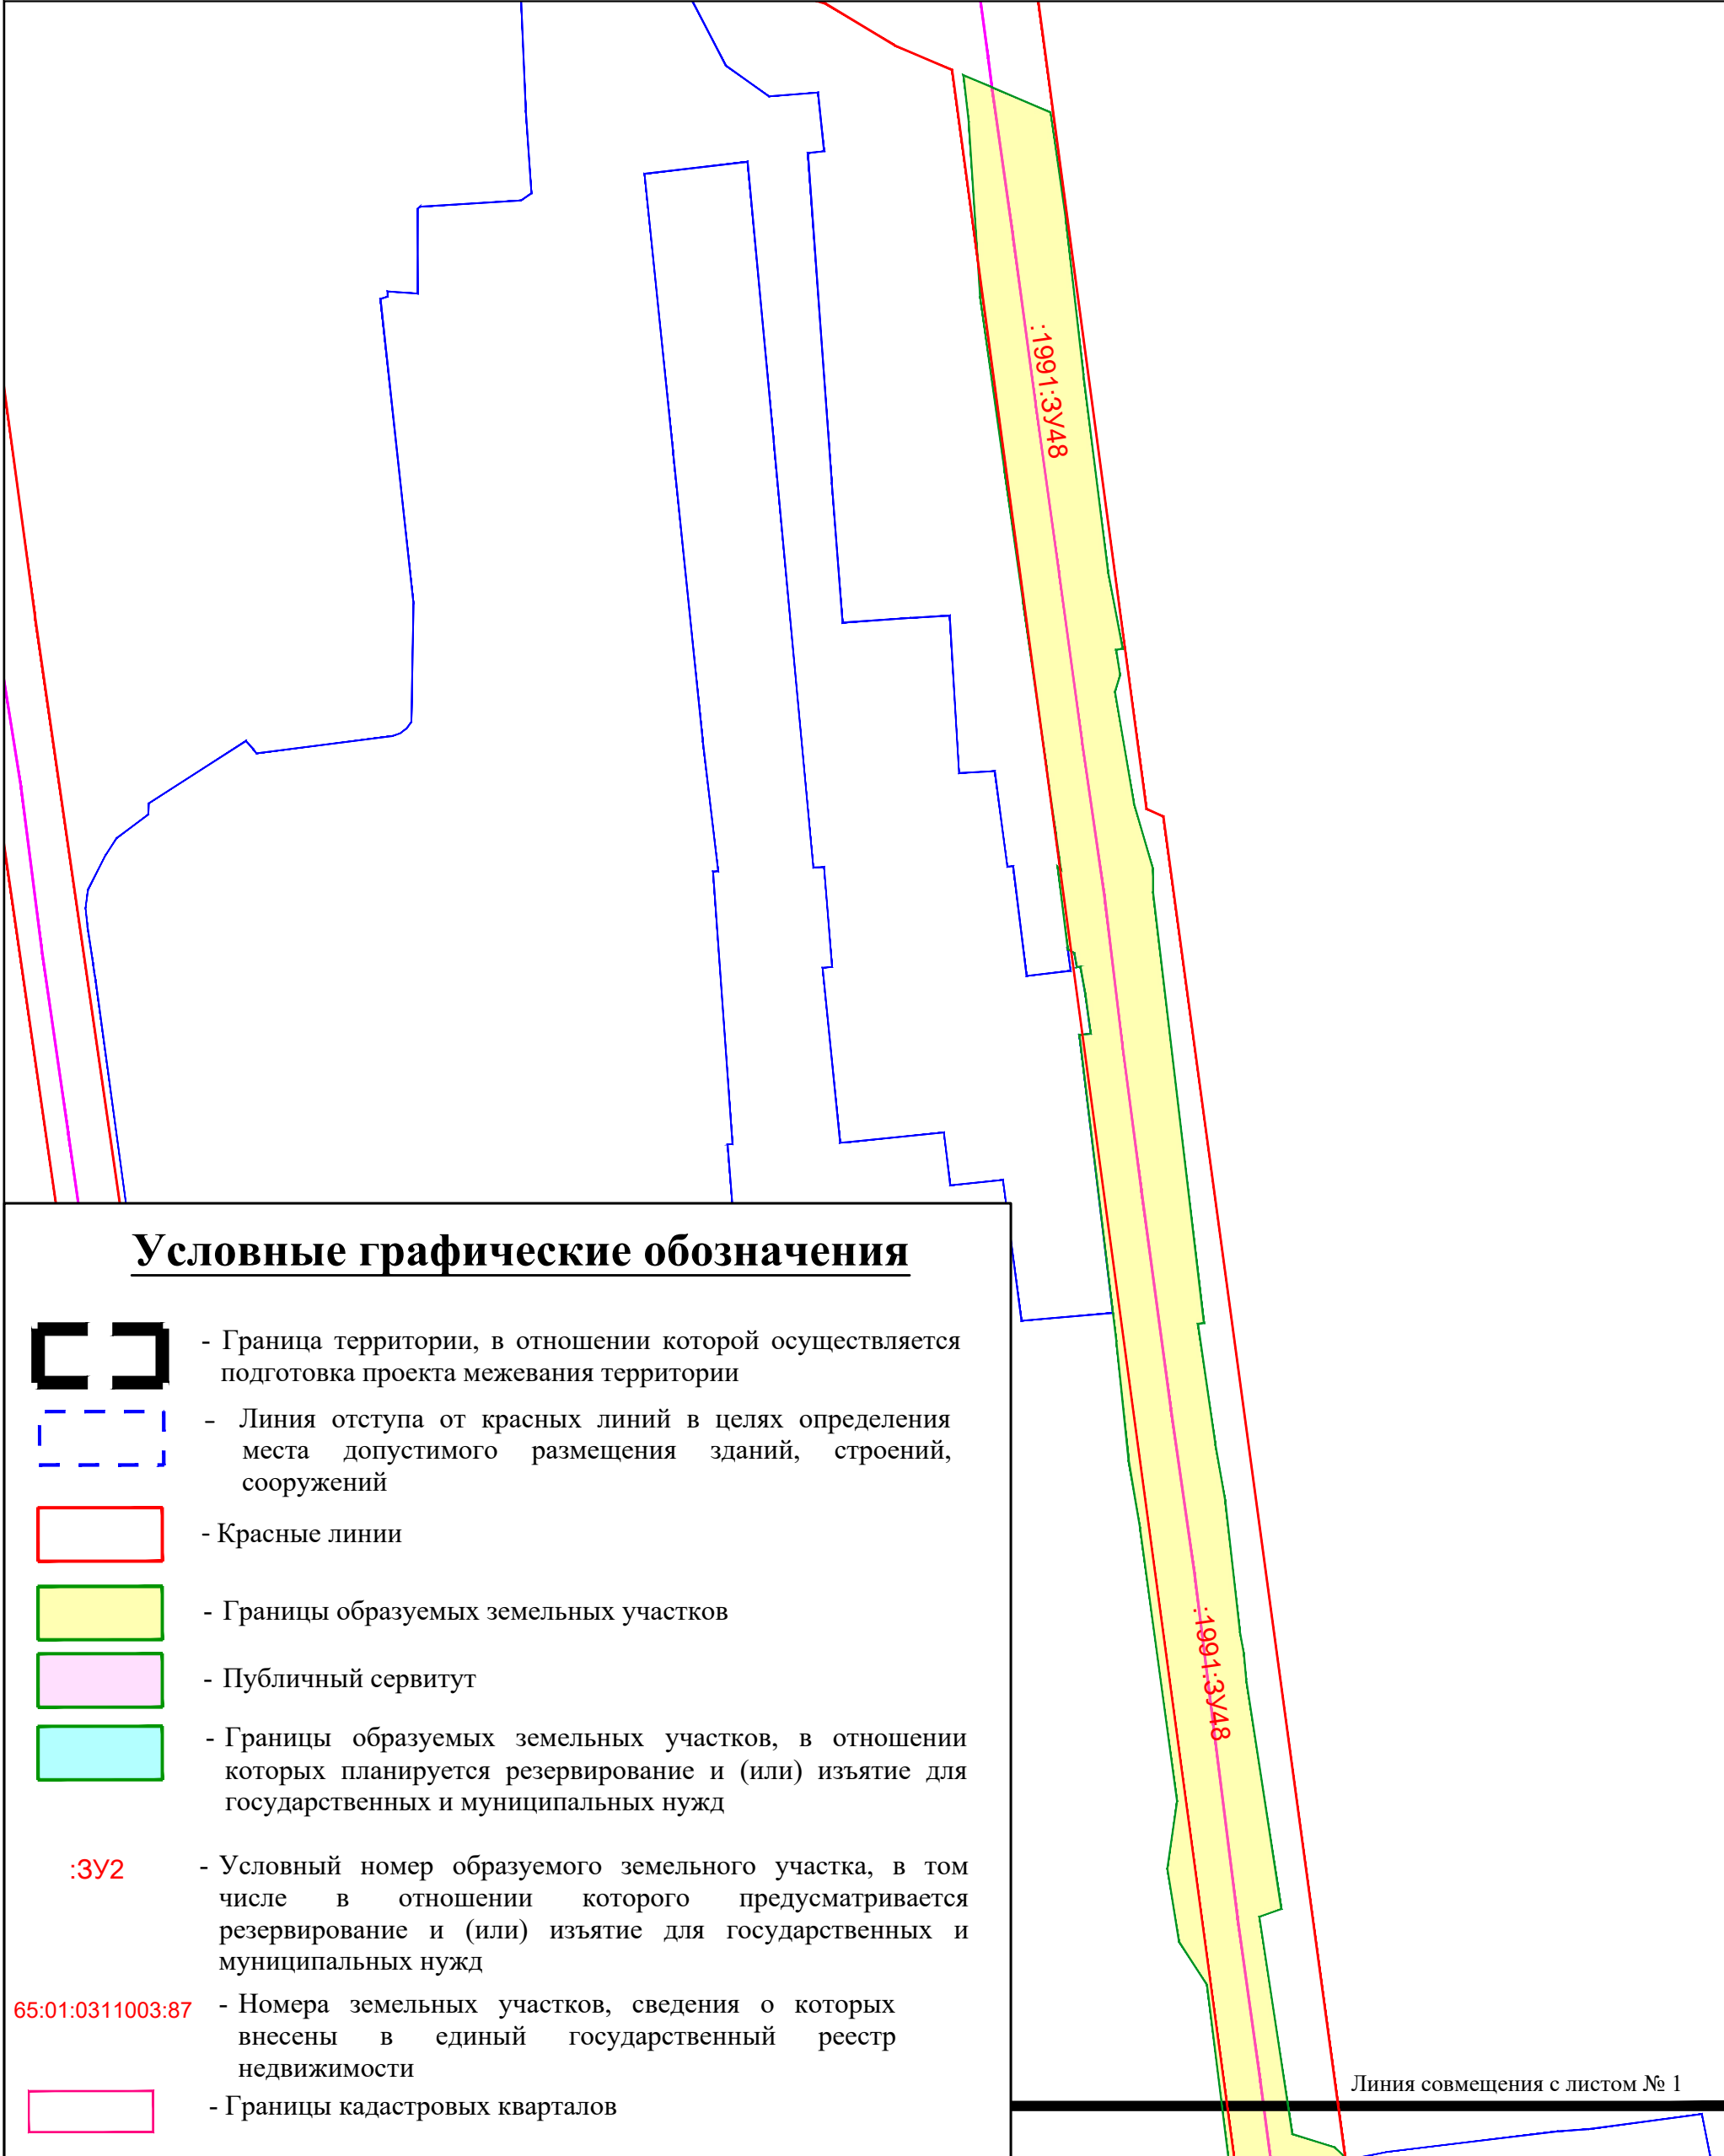 :1991:ЗУ48
Условные графические обозначения
- Граница территории, в отношении которой осуществляется
подготовка проекта межевания территории
- Линия отступа от красных линий в целях определения
места допустимого размещения зданий, строений,
сооружений
- Красные линии
- Границы образуемых земельных участков
:1991:ЗУ48
- Публичный сервитут
- Границы образуемых земельных участков, в отношении
которых планируется резервирование и (или) изъятие для
государственных и муниципальных нужд
:ЗУ2 - Условный номер образуемого земельного участка, в том
числе в отношении которого предусматривается
резервирование и (или) изъятие для государственных и
муниципальных нужд
65:01:0311003:87 - Номера земельных участков, сведения о которых
внесены в единый государственный реестр
недвижимости
Линия совмещения с листом № 1
- Границы кадастровых кварталов